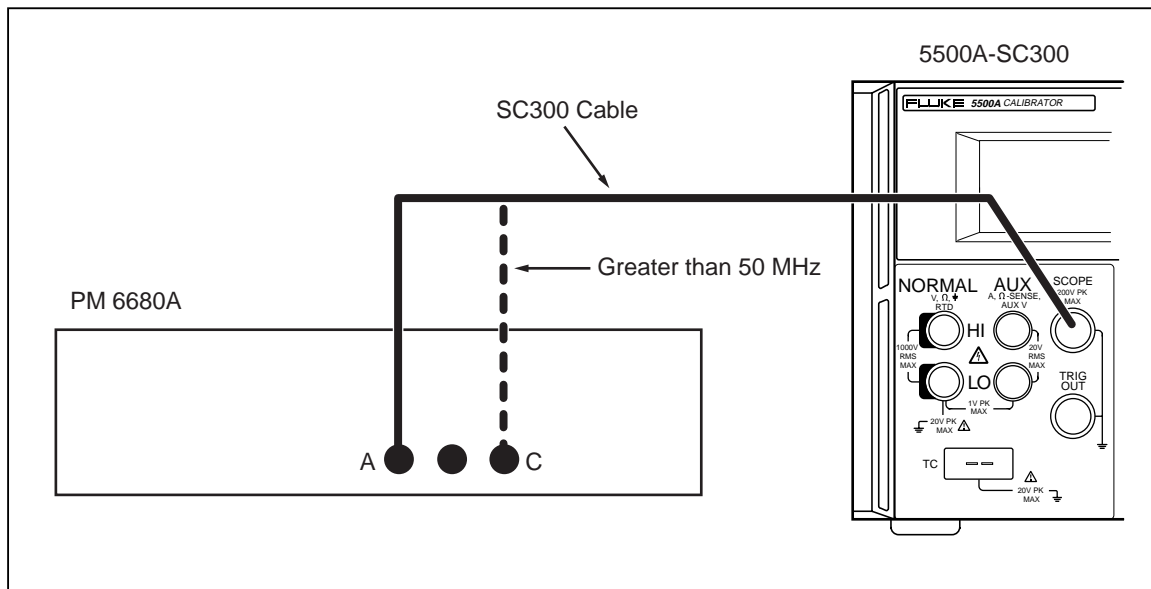 5500A-SC300
FLUKE 5500A CALIBRATOR
SC300 Cable
Greater than 50 MHz
PM 6680A
A
C
NORMAL
V, Ω,
RTD
AUX
A, Ω-SENSE,
AUX V
SCOPE
200V PK
MAX
HI
1000V
RMS
MAX
20V
RMS
MAX
LO
TRIG
OUT
1V PK
MAX
20V PK
MAX
TC
20V PK
MAX